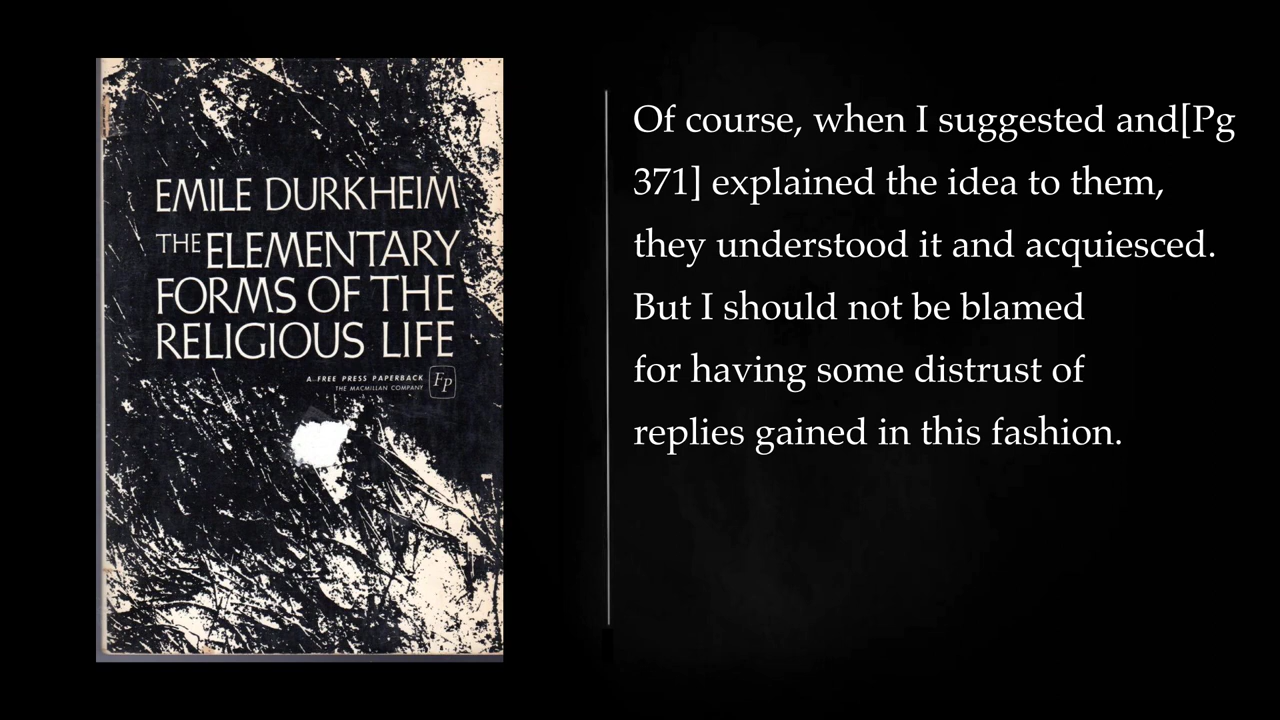 EMILE DURKHEIM
THE ELEMENTARY
FORMS OF THE
RELIGIOUS LIFE
A FREE PRESS PAPERBACK
THE MACMILLAN COMPANY
FP
Of course, when I suggested and[Pg
371] explained the idea to them,
they understood it and acquiesced.
But I should not be blamed
for having some distrust of
replies gained in this fashion.